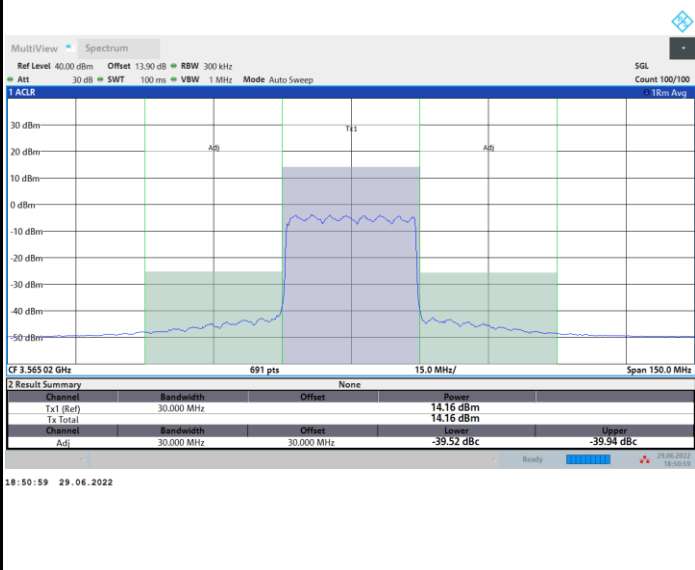 MultiView Spectrum
Ref Level 40.00 dBm Offset 13.90 dB RBW 300 kHz SGL
Att 30 dB SWT 100 ms VBW 1 MHz Mode Auto Sweep Count 100/100
1 ACLR 1Rm Avg
30 dBm
Tx1
20 dBm
Adj Adj
10 dBm
0 dBm
-10 dBm
-20 dBm
-30 dBm
-40 dBm
-50 dBm
CF 3.56502 GHz 691 pts 15.0 MHz/ Span 150.0 MHz
2 Result Summary None
Channel Bandwidth Offset Power
Tx1 (Ref) 30.000 MHz 14.16 dBm
Tx Total 14.16 dBm
Channel Bandwidth Offset Lower Upper
Adj 30.000 MHz 30.000 MHz -39.52 dBc -39.94 dBc
Ready 29.06.2022
18:50:59
18:50:59 29.06.2022